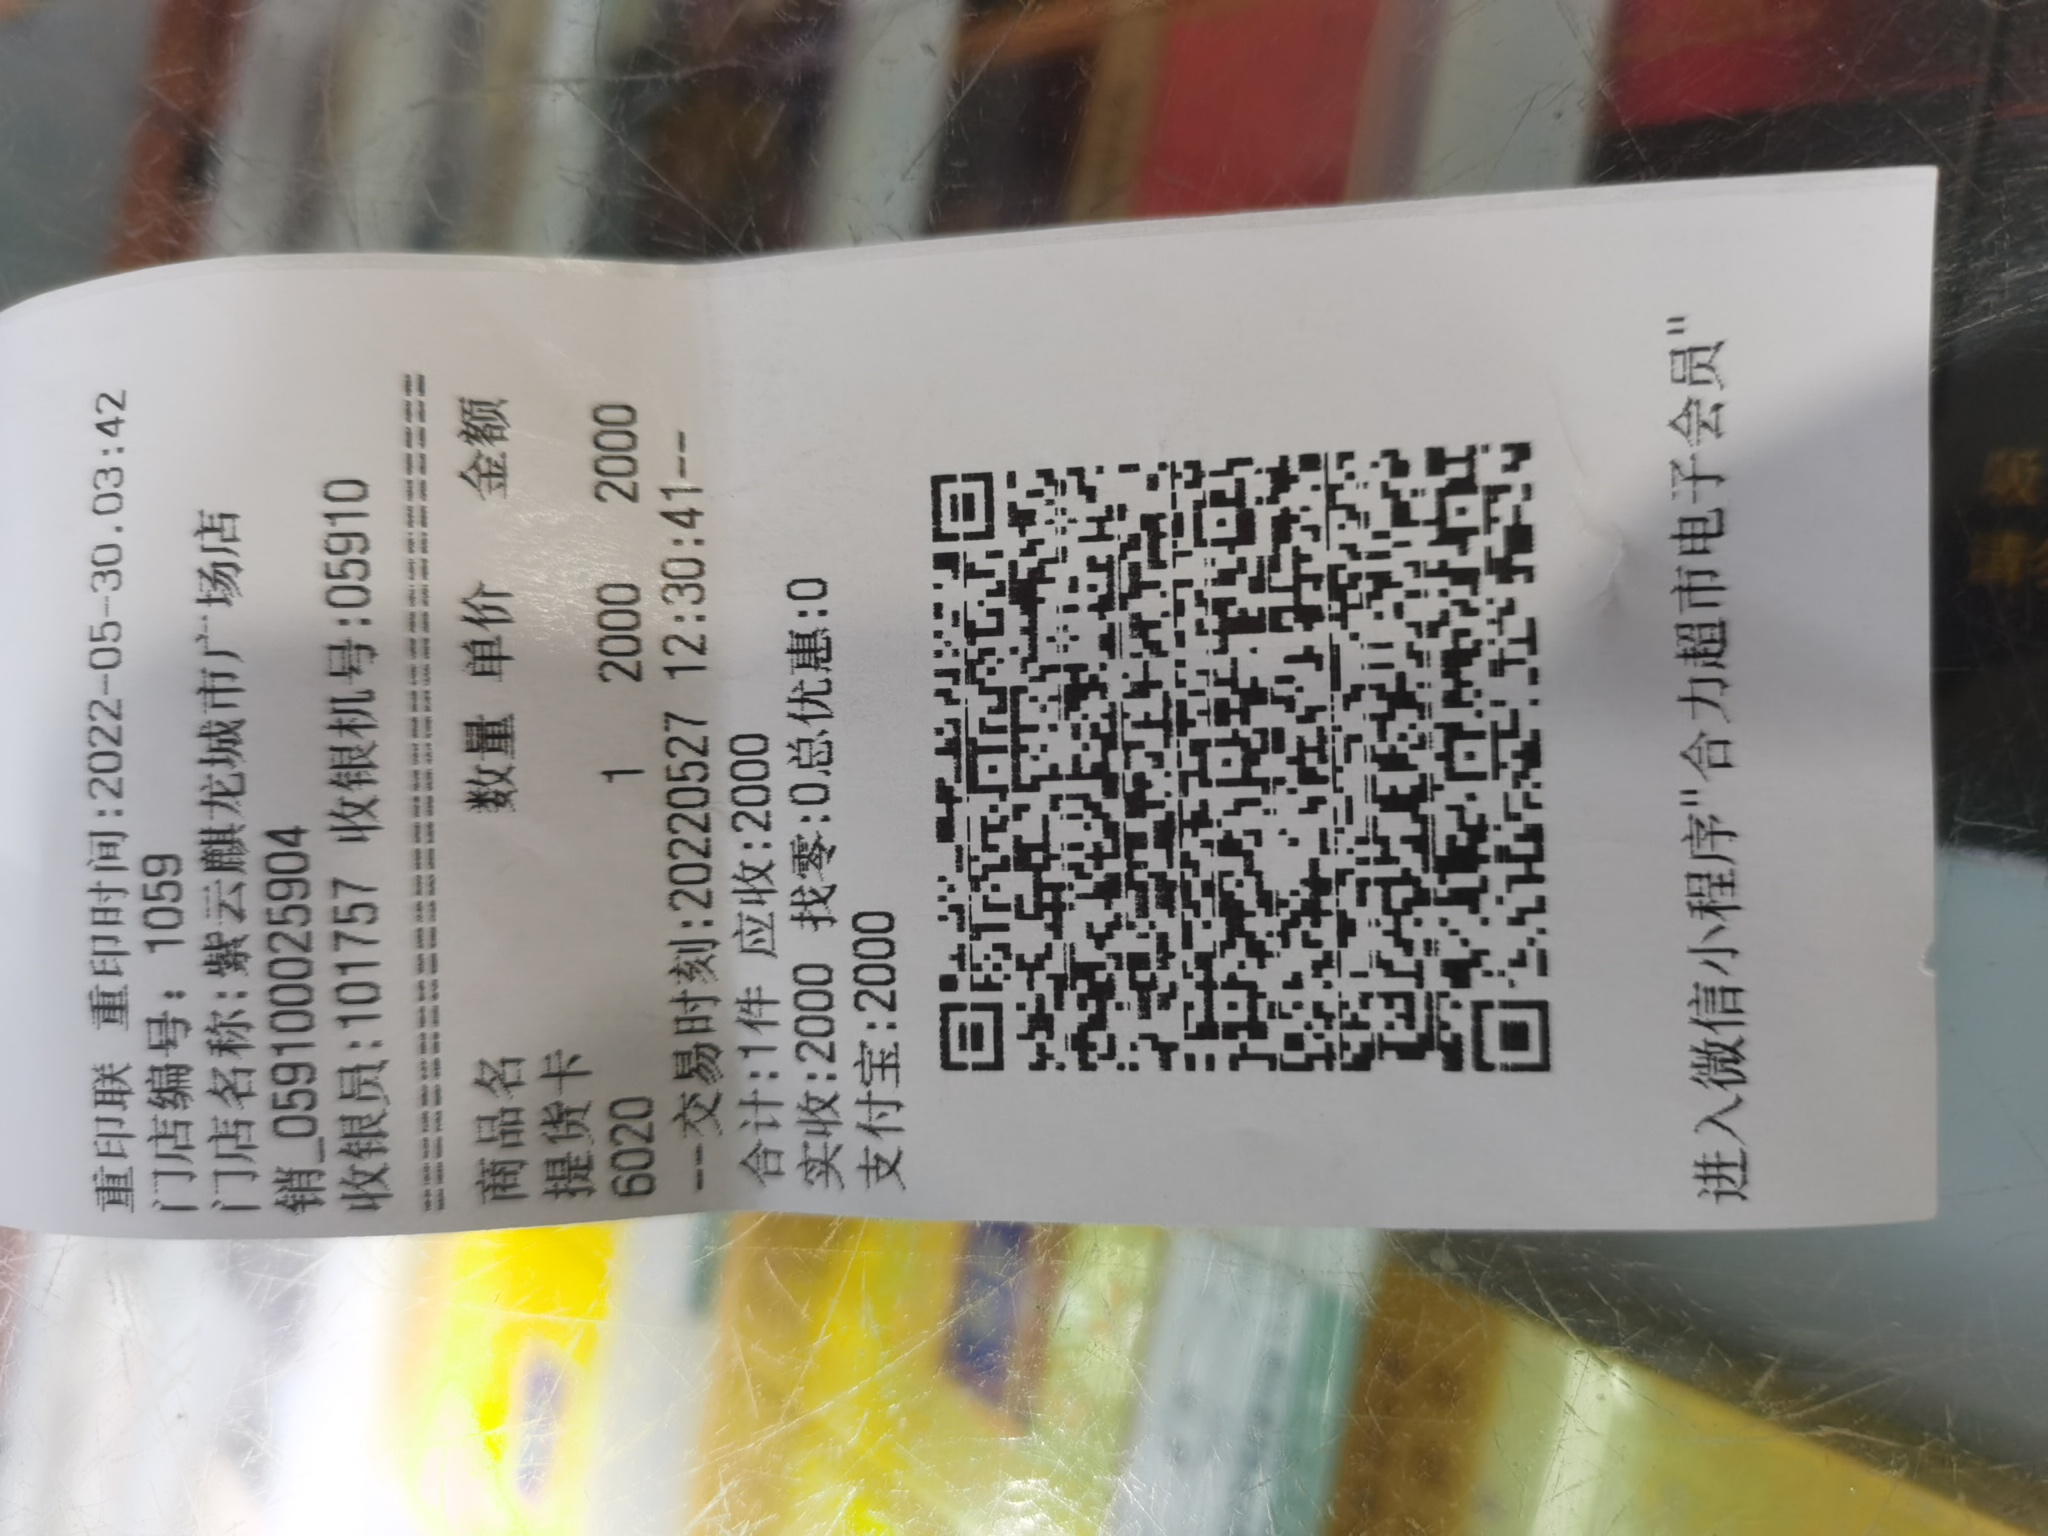 重印联 重印时间:2022-05-30.03:42
门店编号: 1059
门店名称:紫云麒龙城市广场店
销_0591000025904
收银员:101757 收银机号:05910
商品名 数量 单价 金额
提货卡
6020 1 2000 2000
--交易时刻:20220527 12:30:41--
合计:1件 应收:2000
实收:2000 找零:0总优惠:0
支付宝:2000
进入微信小程序"合力超市电子会员"